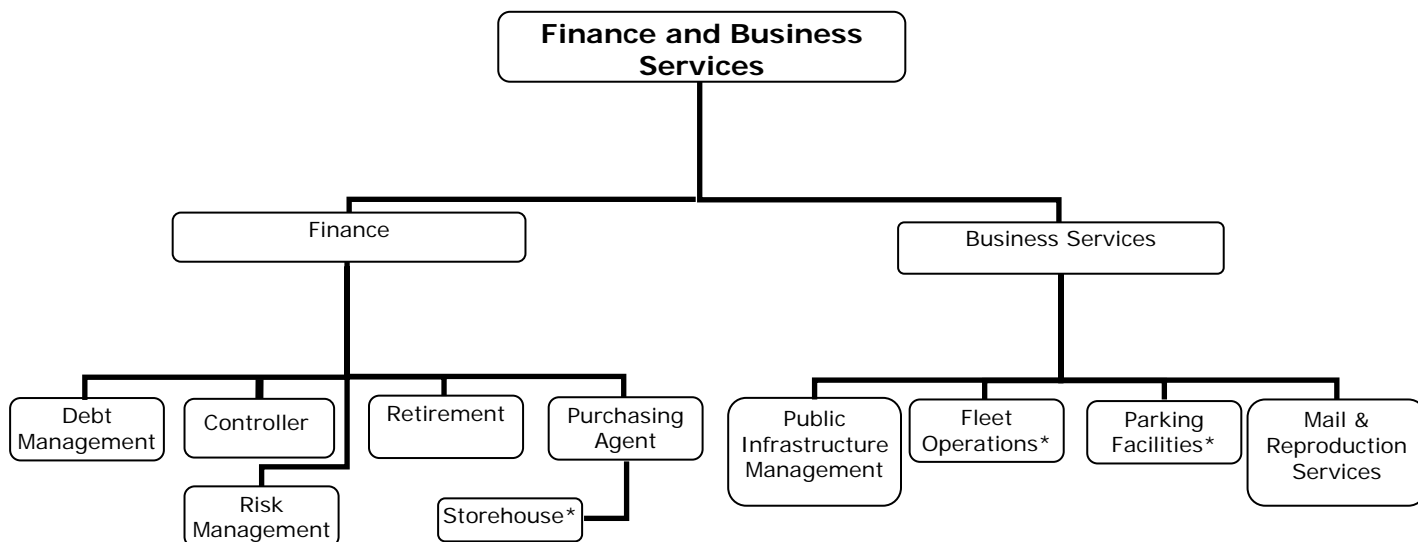 Finance and Business
Services
Finance
Business Services
Debt
Management
Controller
Retirement
Purchasing
Agent
Public
Infrastructure
Management
Fleet
Operations*
Parking
Facilities*
Mail &
Reproduction
Services
Risk
Management
Storehouse*